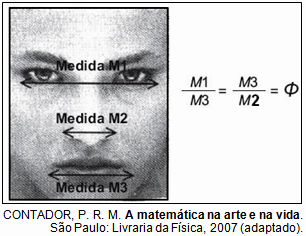 Medida M1
M1
M3
=
M3
M2
= Φ
Medida M2
Medida M3
CONTADOR, P. R. M. A matemática na arte e na vida.
São Paulo: Livraria da Física, 2007 (adaptado).